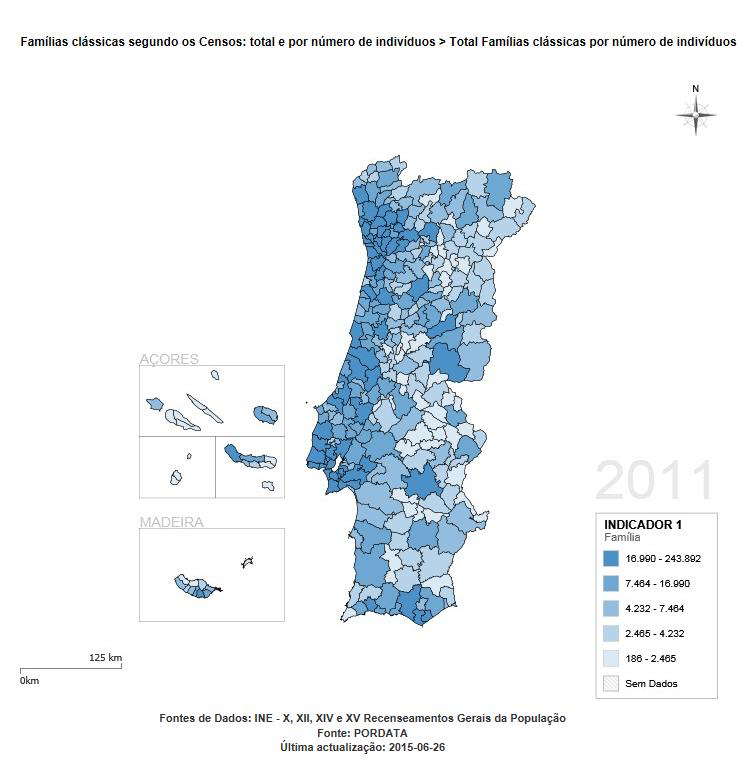 Famílias clássicas segundo os Censos: total e por número de indivíduos > Total Famílias clássicas por número de indivíduos
N
AÇORES
MADEIRA
2011
INDICADOR 1
Família
16.990 - 243.892
7.464 - 16.990
4.232 - 7.464
2.465 - 4.232
186 - 2.465
Sem Dados
125 km
0km
Fontes de Dados: INE - X, XII, XIV e XV Recenseamentos Gerais da População
Fonte: PORDATA
Última actualização: 2015-06-26